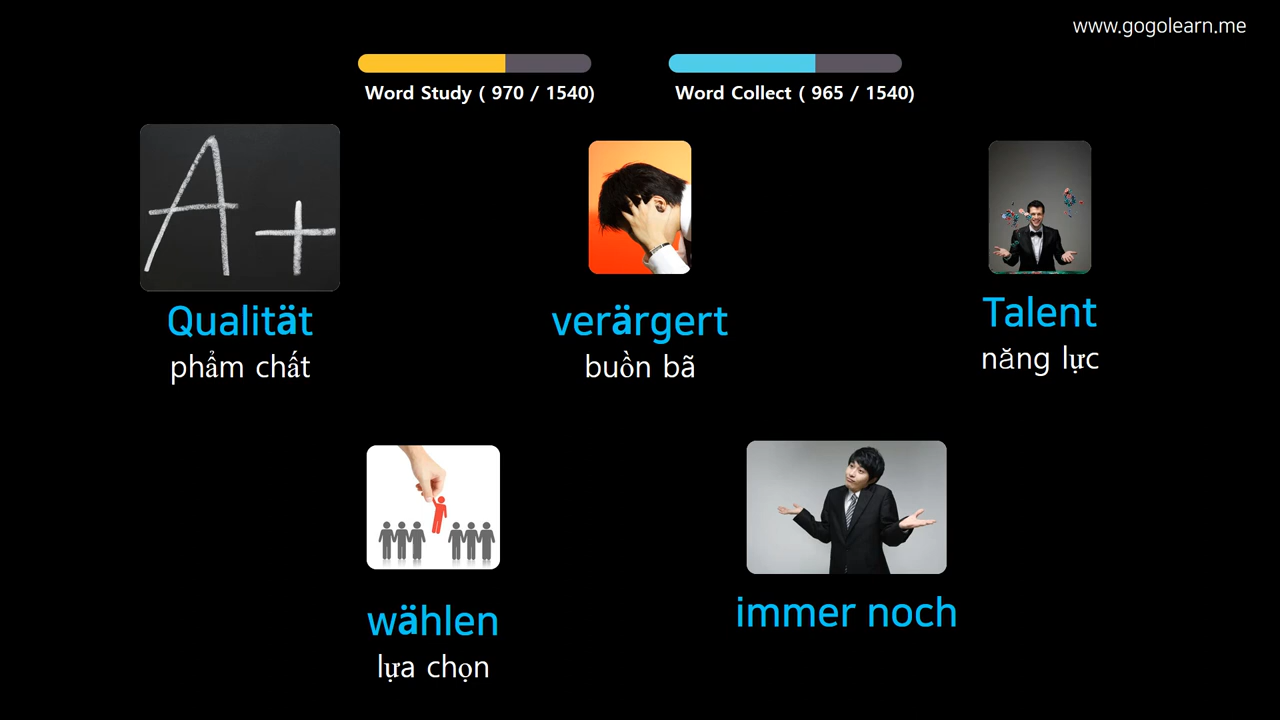 www.gogolearn.me
Word Study ( 970 / 1540)
Word Collect ( 965 / 1540)
A+
Qualität
phẩm chất
verärgert
buồn bã
Talent
năng lực
wählen
lựa chọn
immer noch